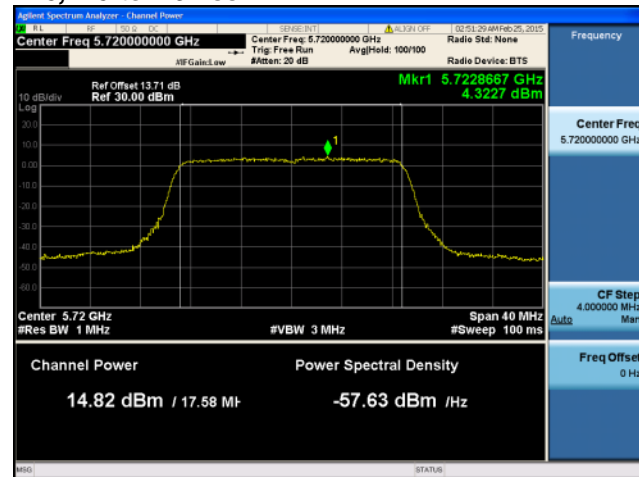 Agilent Spectrum Analyzer - Channel Power
RL RF 50 Ω DC SENSE:INT ALIGN OFF 02:51:29 AM Feb 25, 2015
Center Freq 5.720000000 GHz Center Freq: 5.720000000 GHz Radio Std: None Frequency
Trig: Free Run Avg|Hold: 100/100
#IFGain:Low #Atten: 20 dB Radio Device: BTS
Ref Offset 13.71 dB Mkr1 5.7228667 GHz
10 dB/div Ref 30.00 dBm 4.3227 dBm
Log
20.0
10.0
0.00
-10.0
-20.0
-30.0
-40.0
-50.0
-60.0
1
Center Freq
5.720000000 GHz
Center 5.72 GHz Span 40 MHz
#Res BW 1 MHz #VBW 3 MHz #Sweep 100 ms
CF Step
4.000000 MHz
Auto Man
Channel Power Power Spectral Density
14.82 dBm / 17.58 MH -57.63 dBm /Hz
Freq Offset
0 Hz
MSG STATUS